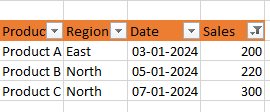 Product Region Date Sales
Product A East 03-01-2024 200
Product B North 05-01-2024 220
Product C North 07-01-2024 300